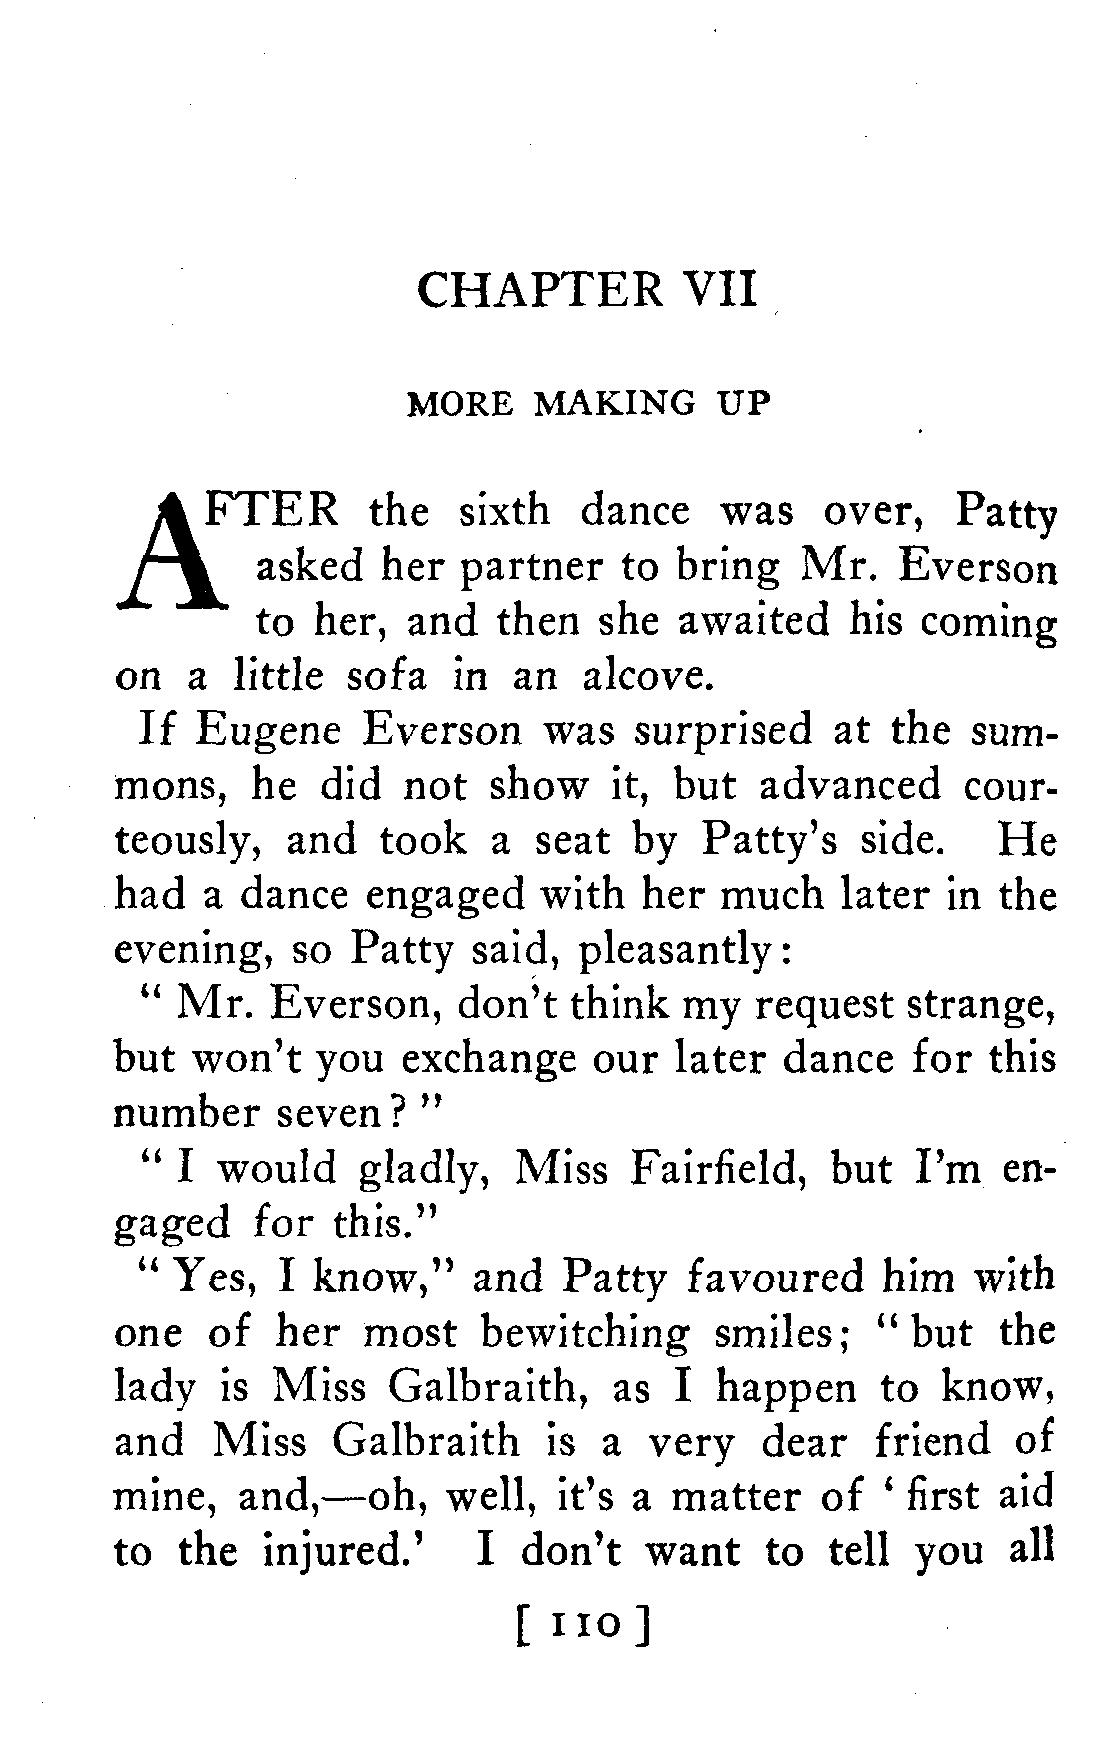 CHAPTER VII
MORE MAKING UP
AFTER the sixth dance was over, Patty
asked her partner to bring Mr. Everson
to her, and then she awaited his coming
on a little sofa in an alcove.
If Eugene Everson was surprised at the sum-
mons, he did not show it, but advanced cour-
teously, and took a seat by Patty's side. He
had a dance engaged with her much later in the
evening, so Patty said, pleasantly:
" Mr. Everson, don't think my request strange,
but won't you exchange our later dance for this
number seven? "
" I would gladly, Miss Fairfield, but I'm en-
gaged for this."
" Yes, I know," and Patty favoured him with
one of her most bewitching smiles; " but the
lady is Miss Galbraith, as I happen to know,
and Miss Galbraith is a very dear friend of
mine, and,—oh, well, it's a matter of ' first aid
to the injured.' I don't want to tell you all
[ 110 ]